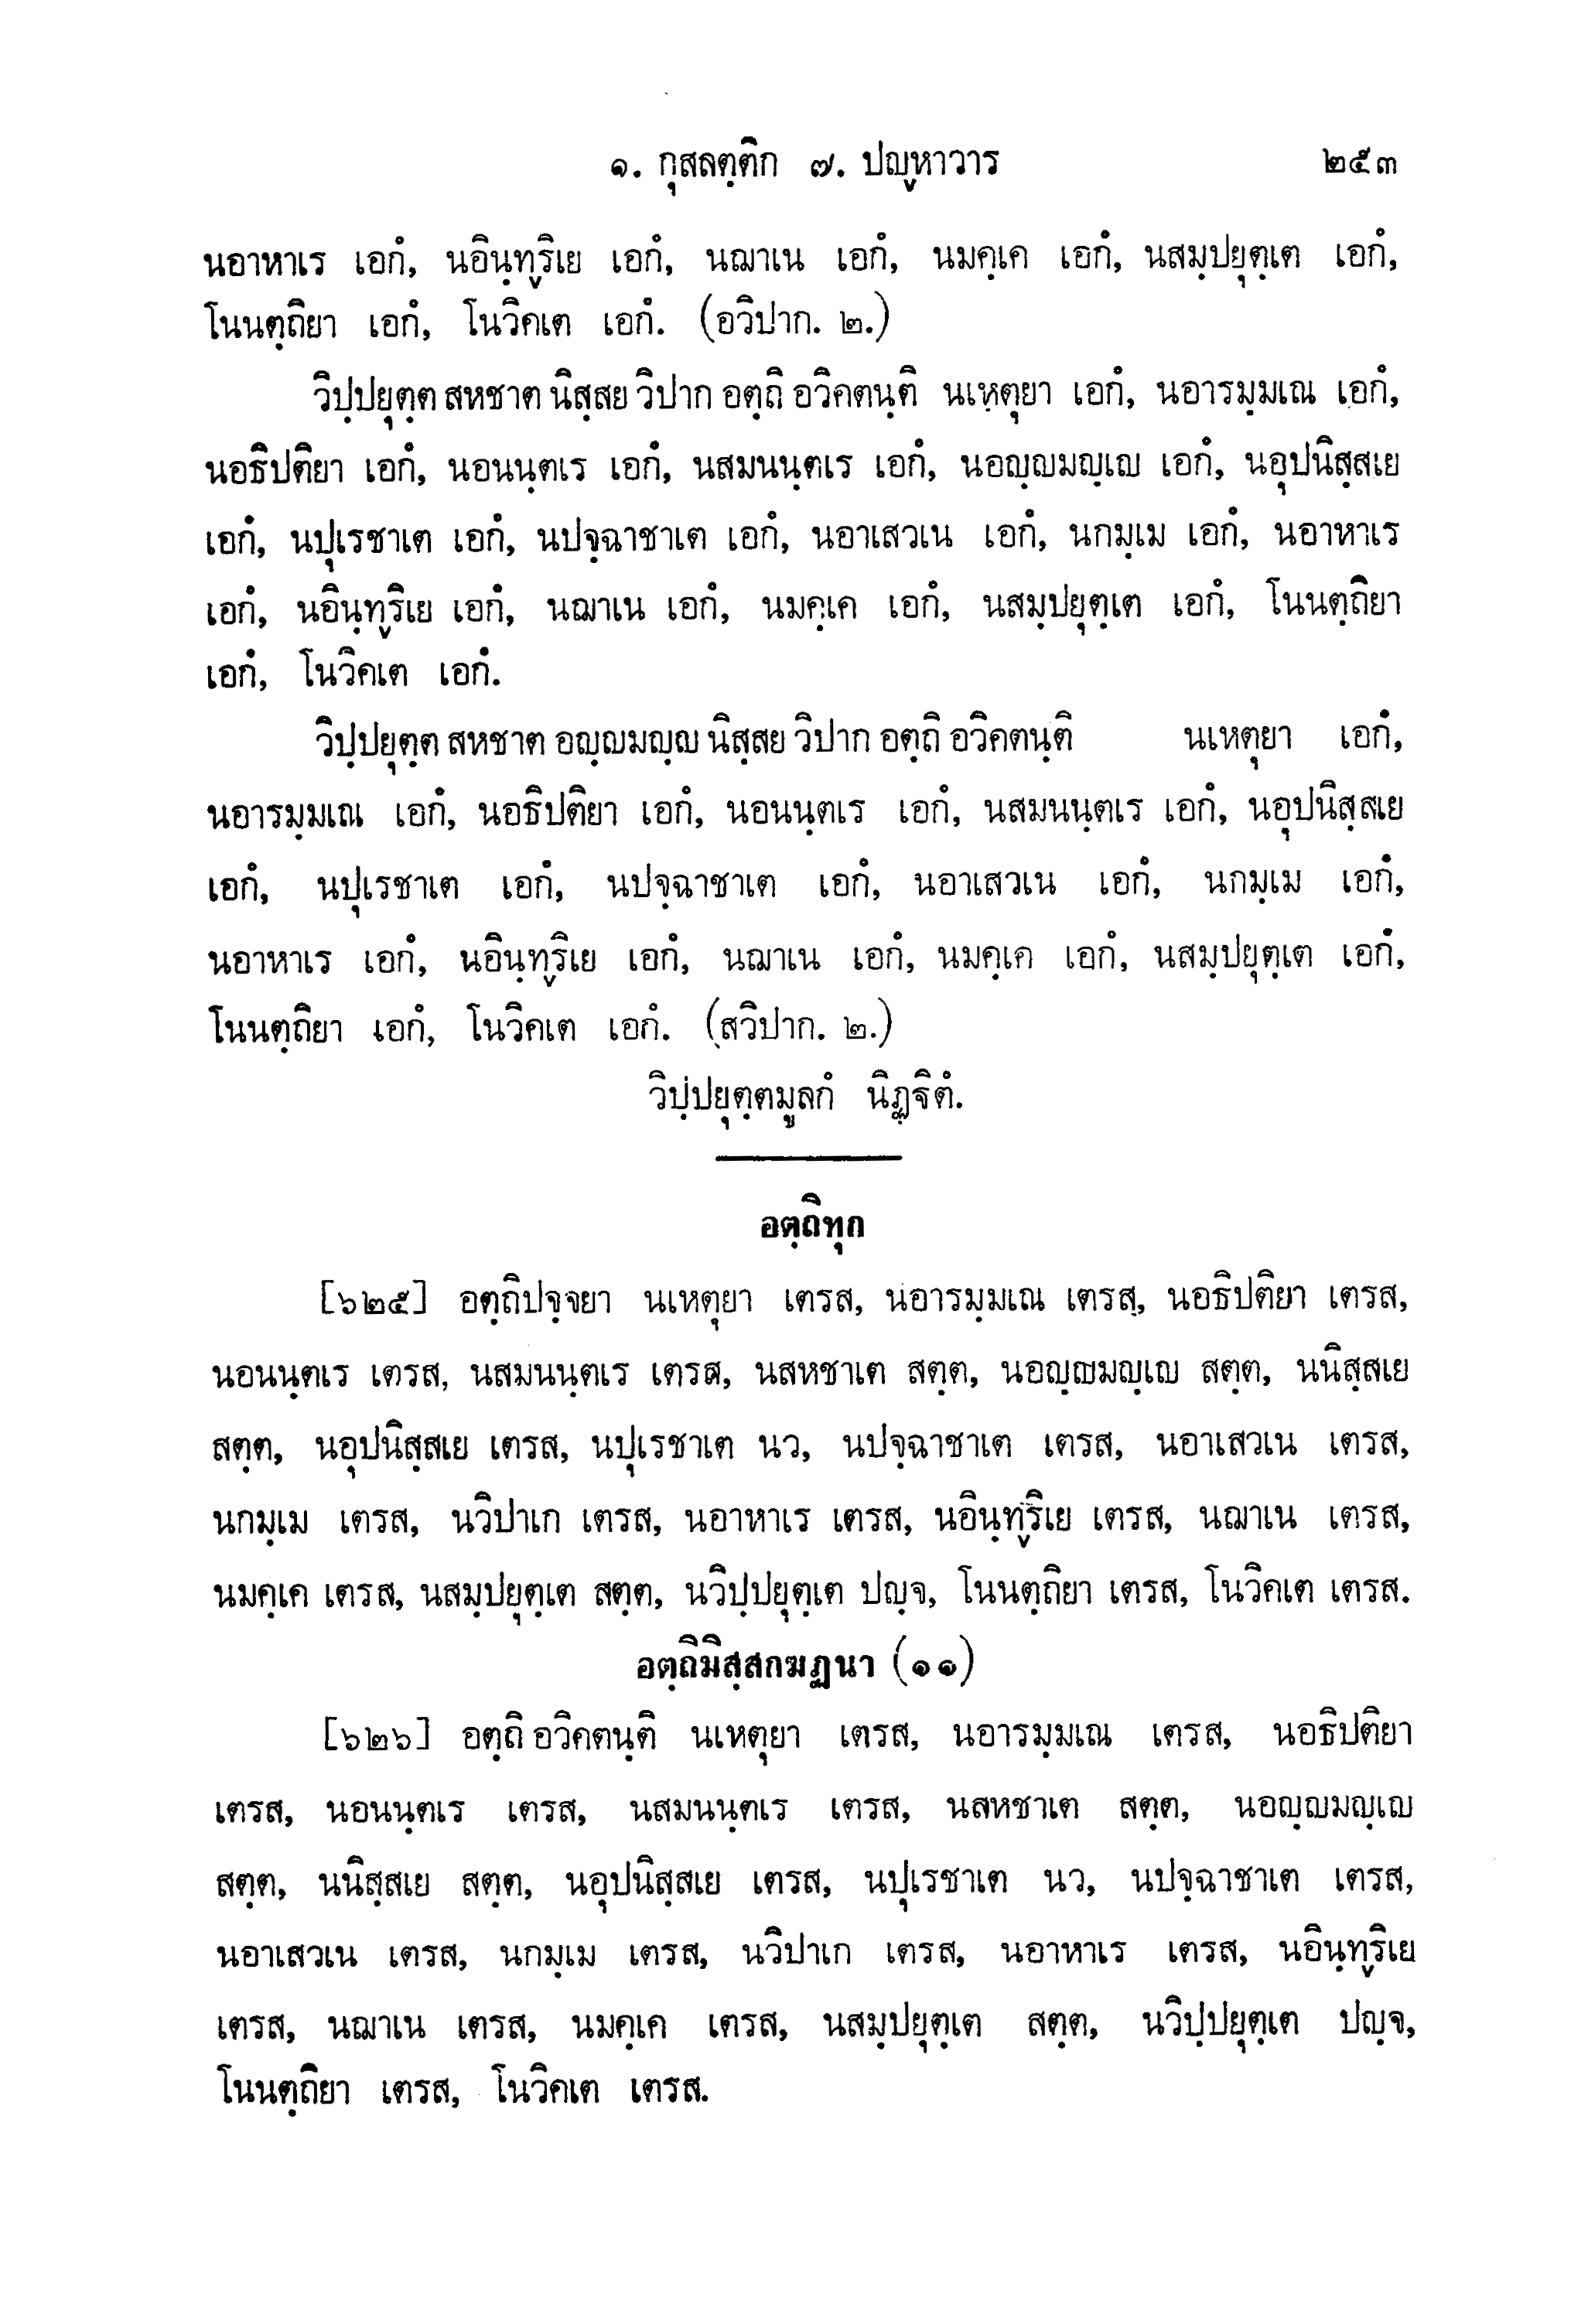 ๑. กุสลตฺติก ๗. ปญฺหาวาร ๒๕๓
นอาหาเร เอกํ, นอินฺทฺริเย เอกํ, นฌาเน เอกํ, นมคฺเค เอกํ, นสมฺปยุตฺเต เอกํ,
โนนตฺถิยา เอกํ, โนวิคเต เอกํ. (อวิปาก. ๒.)
วิปฺปยุตฺต สหชาต นิสฺสย วิปาก อตฺถิ อวิคตนฺติ นเหตุยา เอกํ, นอารมฺมเณ เอกํ,
นอธิปติยา เอกํ, นอนนฺตเร เอกํ, นสมนนฺตเร เอกํ, นอญฺญมญฺเญ เอกํ, นอุปนิสฺสเย
เอกํ, นปุเรชาเต เอกํ, นปจฺฉาชาเต เอกํ, นอาเสวเน เอกํ, นกมฺเม เอกํ, นอาหาเร
เอกํ, นอินฺทฺริเย เอกํ, นฌาเน เอกํ, นมคฺเค เอกํ, นสมฺปยุตฺเต เอกํ, โนนตฺถิยา
เอกํ, โนวิคเต เอกํ.
วิปฺปยุตฺต สหชาต อญฺญมญฺญ นิสฺสย วิปาก อตฺถิ อวิคตนฺติ นเหตุยา เอกํ,
นอารมฺมเณ เอกํ, นอธิปติยา เอกํ, นอนนฺตเร เอกํ, นสมนนฺตเร เอกํ, นอุปนิสฺสเย
เอกํ, นปุเรชาเต เอกํ, นปจฺฉาชาเต เอกํ, นอาเสวเน เอกํ, นกมฺเม เอกํ,
นอาหาเร เอกํ, นอินฺทฺริเย เอกํ, นฌาเน เอกํ, นมคฺเค เอกํ, นสมฺปยุตฺเต เอกํ,
โนนตฺถิยา เอกํ, โนวิคเต เอกํ. (สวิปาก. ๒.)
วิปฺปยุตฺตมูลกํ นิฏฺฐิตํ.
อตฺถิทุก
[๖๒๕] อตฺถิปจฺจยา นเหตุยา เตรส, นอารมฺมเณ เตรส, นอธิปติยา เตรส,
นอนนฺตเร เตรส, นสมนนฺตเร เตรส, นสหชาเต สตฺต, นอญฺญมญฺเญ สตฺต, นนิสฺสเย
สตฺต, นอุปนิสฺสเย เตรส, นปุเรชาเต นว, นปจฺฉาชาเต เตรส, นอาเสวเน เตรส,
นกมฺเม เตรส, นวิปาเก เตรส, นอาหาเร เตรส, นอินฺทฺริเย เตรส, นฌาเน เตรส,
นมคฺเค เตรส, นสมฺปยุตฺเต สตฺต, นวิปฺปยุตฺเต ปญฺจ, โนนตฺถิยา เตรส, โนวิคเต เตรส.
อตฺถิมิสฺสกฆฏนา (๑๑)
[๖๒๖] อตฺถิ อวิคตนฺติ นเหตุยา เตรส, นอารมฺมเณ เตรส, นอธิปติยา
เตรส, นอนนฺตเร เตรส, นสมนนฺตเร เตรส, นสหชาเต สตฺต, นอญฺญมญฺเญ
สตฺต, นนิสฺสเย สตฺต, นอุปนิสฺสเย เตรส, นปุเรชาเต นว, นปจฺฉาชาเต เตรส,
นอาเสวเน เตรส, นกมฺเม เตรส, นวิปาเก เตรส, นอาหาเร เตรส, นอินฺทฺริเย
เตรส, นฌาเน เตรส, นมคฺเค เตรส, นสมฺปยุตฺเต สตฺต, นวิปฺปยุตฺเต ปญฺจ,
โนนตฺถิยา เตรส, โนวิคเต เตรส.